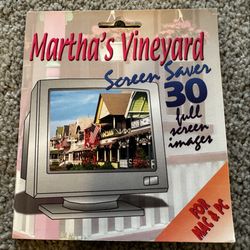 Martha's Vineyard
Screen Saver
30
full
screen
images
FOR
MAC & PC